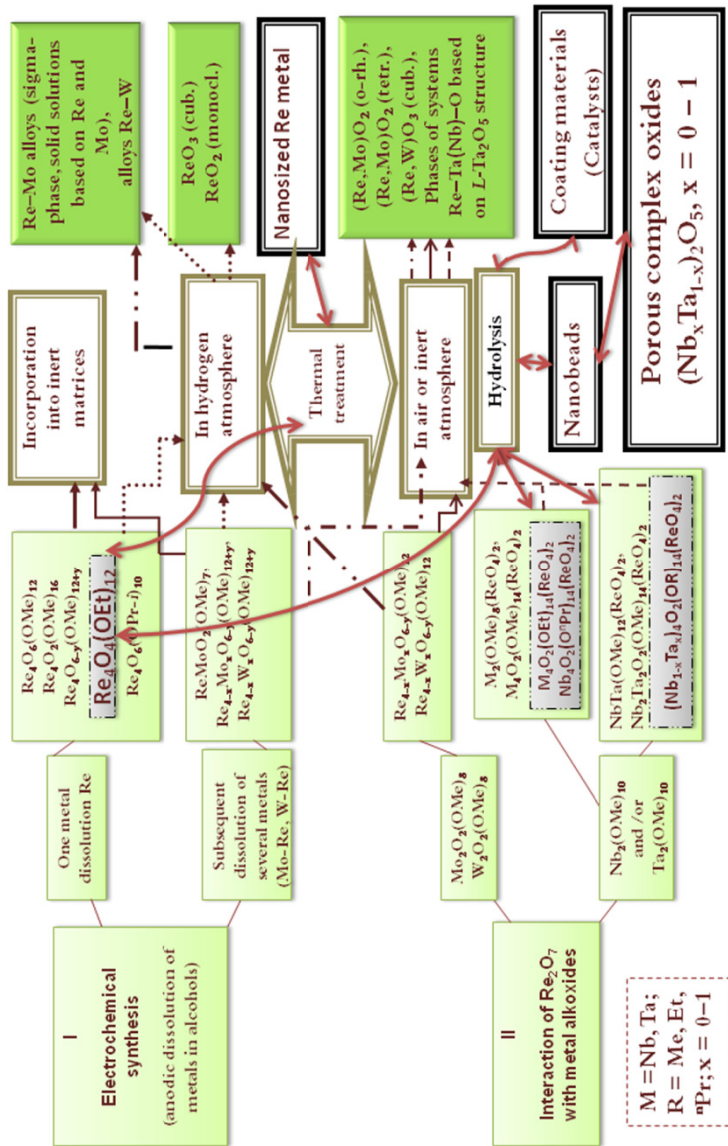 I
Electrochemical
synthesis
(anodic dissolution of
metals in alcohols)
II
Interaction of Re₂O₇
with metal alkoxides
M =Nb, Ta;
R = Me, Et,
ⁿPr; x = 0–1
One metal
dissolution Re
Subsequent
dissolution of
several metals
(Mo-Re, W-Re)
Mo₂O₂(OMe)₈
W₂O₂(OMe)₈
Nb₂(OMe)₁₀
and /or
Ta₂(OMe)₁₀
Re₄O₆(OMe)₁₂
Re₄O₂(OMe)₁₆
Re₄O₆₋y(OMe)₁₂₊y
Re₄O₄(OEt)₁₂
Re₄O₆(OPr-i)₁₀
ReMoO₂(OMe)₇,
Re₄₋ₓMoₓO₆₋y(OMe)₁₂₊y,
Re₄₋ₓWₓO₆₋y(OMe)₁₂₊y
Re₄₋ₓMoₓO₆₋y(OMe)₁₂
Re₄₋ₓWₓO₆₋y(OMe)₁₂
M₂(OMe)₈(ReO₄)₂,
M₄O₂(OMe)₁₄(ReO₄)₂
M₄O₂(OEt)₁₄(ReO₄)₂
Nb₄O₂(OⁿPr)₁₄(ReO₄)₂
NbTa(OMe)₁₂(ReO₄)₂,
Nb₂Ta₂O₂(OMe)₁₄(ReO₄)₂
(Nb₁₋ₓTaₓ)₄O₂(OR)₁₄(ReO₄)₂
Incorporation
into inert
matrices
In hydrogen
atmosphere
Thermal
treatment
In air or inert
atmosphere
Hydrolysis
Nanobeads
Re–Mo alloys (sigma-
phase, solid solutions
based on Re and
Mo),
alloys Re–W
ReO₃ (cub.)
ReO₂ (monocl.)
Nanosized Re metal
(Re,Mo)O₂ (o-rh.),
(Re,Mo)O₂ (tetr.),
(Re,W)O₃ (cub.),
Phases of systems
Re–Ta(Nb)–O based
on L-Ta₂O₅ structure
Coating materials
(Catalysts)
Porous complex oxides
(NbₓTa₁₋ₓ)₂O₅, x = 0 – 1